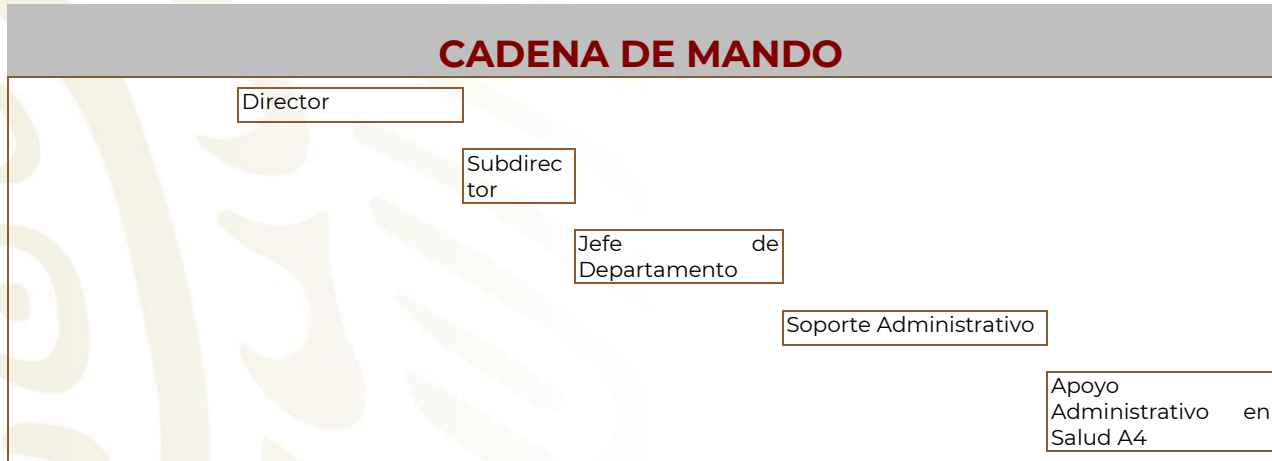 CADENA DE MANDO
Director
Subdirec
tor
Jefe de
Departamento
Soporte Administrativo
Apoyo
Administrativo en
Salud A4